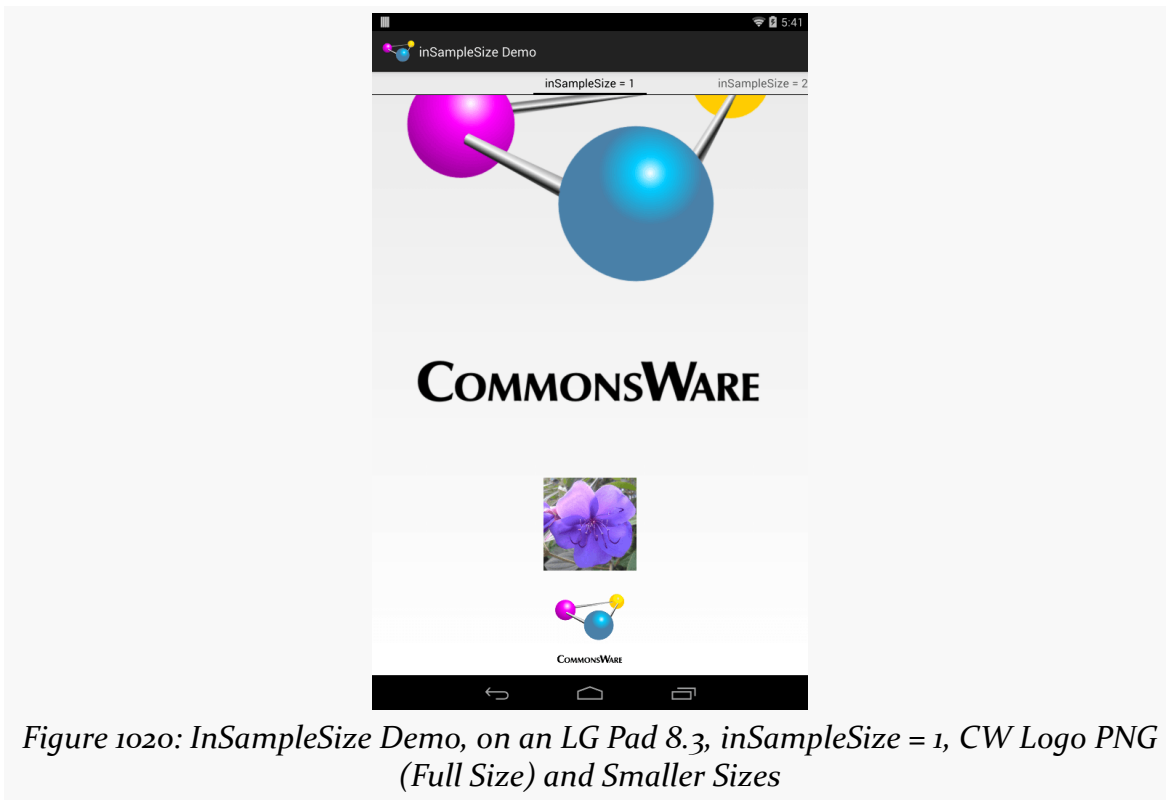 5:41
inSampleSize Demo
inSampleSize = 1
inSampleSize = 2
COMMONSWARE
COMMONSWARE
Figure 1020: InSampleSize Demo, on an LG Pad 8.3, inSampleSize = 1, CW Logo PNG
(Full Size) and Smaller Sizes